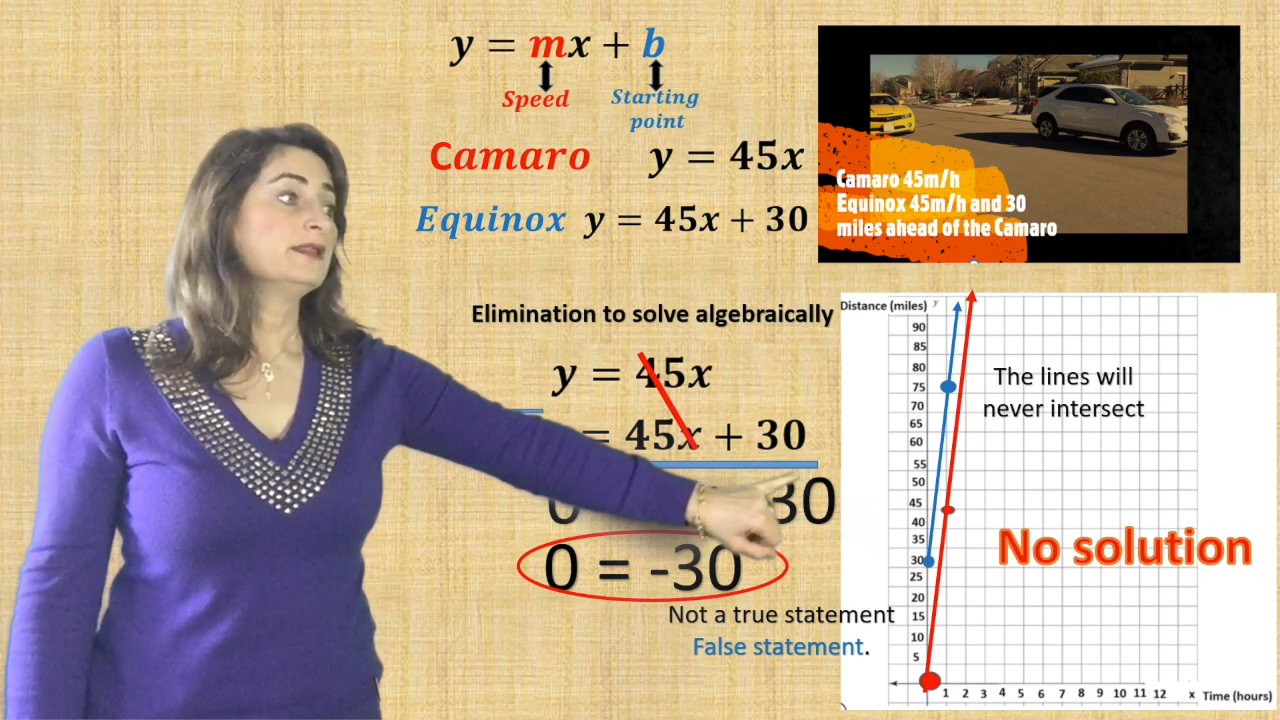 y = mx + b
Speed
Starting
point
Camaro y = 45x
Equinox y = 45x + 30
Camaro 45m/h
Equinox 45m/h and 30
miles ahead of the Camaro
Elimination to solve algebraically
y = 45x
= 45x + 30
0 30
0 = -30
Not a true statement
False statement.
Distance (miles) y
90
85
80
75
70
65
60
55
50
45
40
35
30
25
20
15
10
5
1 2 3 4 5 6 7 8 9 10 11 12 x Time (hours)
The lines will
never intersect
No solution